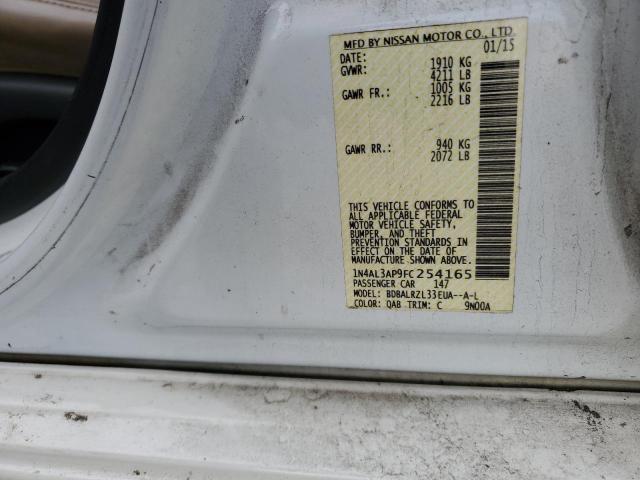 MFD BY NISSAN MOTOR CO., LTD.
DATE: 01/15
GVWR: 1910 KG
4211 LB
GAWR FR.: 1005 KG
2216 LB
GAWR RR.: 940 KG
2072 LB
THIS VEHICLE CONFORMS TO
ALL APPLICABLE FEDERAL
MOTOR VEHICLE SAFETY,
BUMPER, AND THEFT
PREVENTION STANDARDS IN
EFFECT ON THE DATE OF
MANUFACTURE SHOWN ABOVE.
1N4AL3AP9FC254165
PASSENGER CAR 147
MODEL: BDBALRZL33EUA--A-L
COLOR: QAB TRIM: C 9N00A